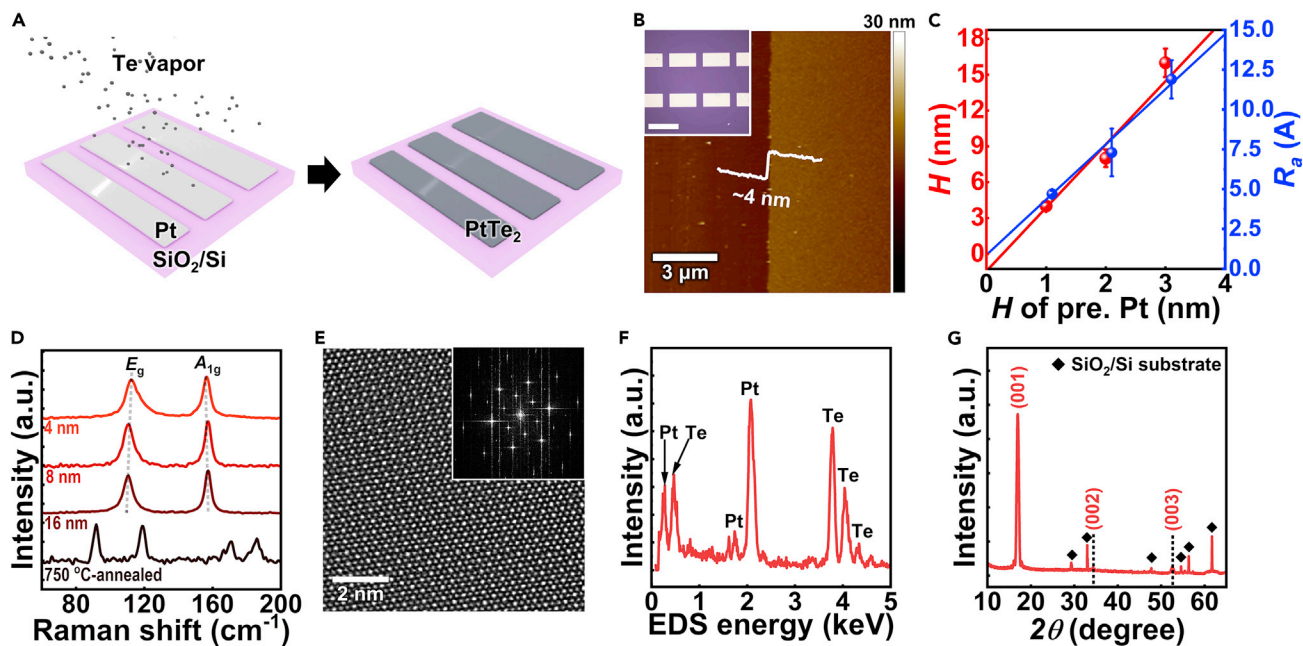 A
Te vapor
Pt
SiO2/Si
PtTe2
B
30 nm
~4 nm
3 µm
C
H (nm)
18
15
12
9
6
3
0
15.0
12.5
10.0
7.5
5.0
2.5
0.0
Ra (A)
0 1 2 3 4
H of pre. Pt (nm)
D
Intensity (a.u.)
Eg A1g
4 nm
8 nm
16 nm
750 °C-annealed
80 120 160 200
Raman shift (cm-1)
E
2 nm
F
Intensity (a.u.)
Pt
Te
Pt
Pt
Te
Te
Te
0 1 2 3 4 5
EDS energy (keV)
G
◆ SiO2/Si substrate
Intensity (a.u.)
(001)
(002)
(003)
10 20 30 40 50 60
2θ (degree)